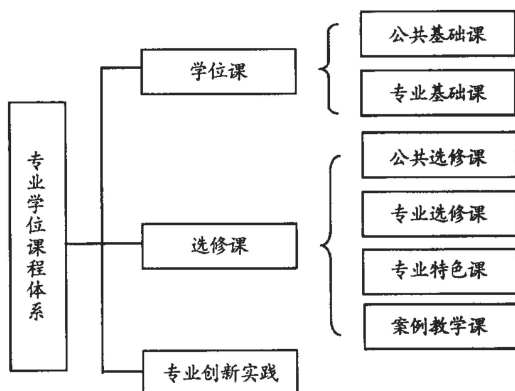 专业学位课程体系
学位课
公共基础课
专业基础课
选修课
公共选修课
专业选修课
专业特色课
案例教学课
专业创新实践